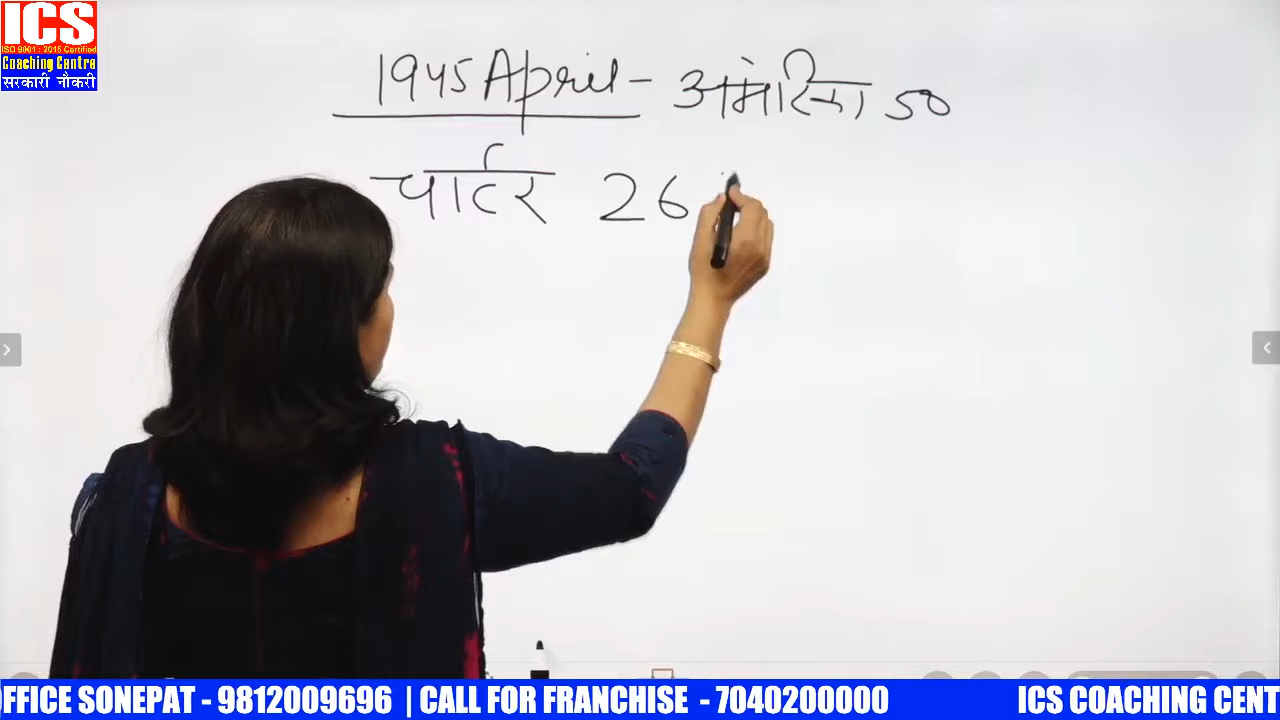 ICS
ISO 9001 : 2015 Certified
Coaching Centre
सरकारी नौकरी
1945 April - अमेरिका 50
चार्टर 26
OFFICE SONEPAT - 9812009696 | CALL FOR FRANCHISE - 7040200000 ICS COACHING CENT